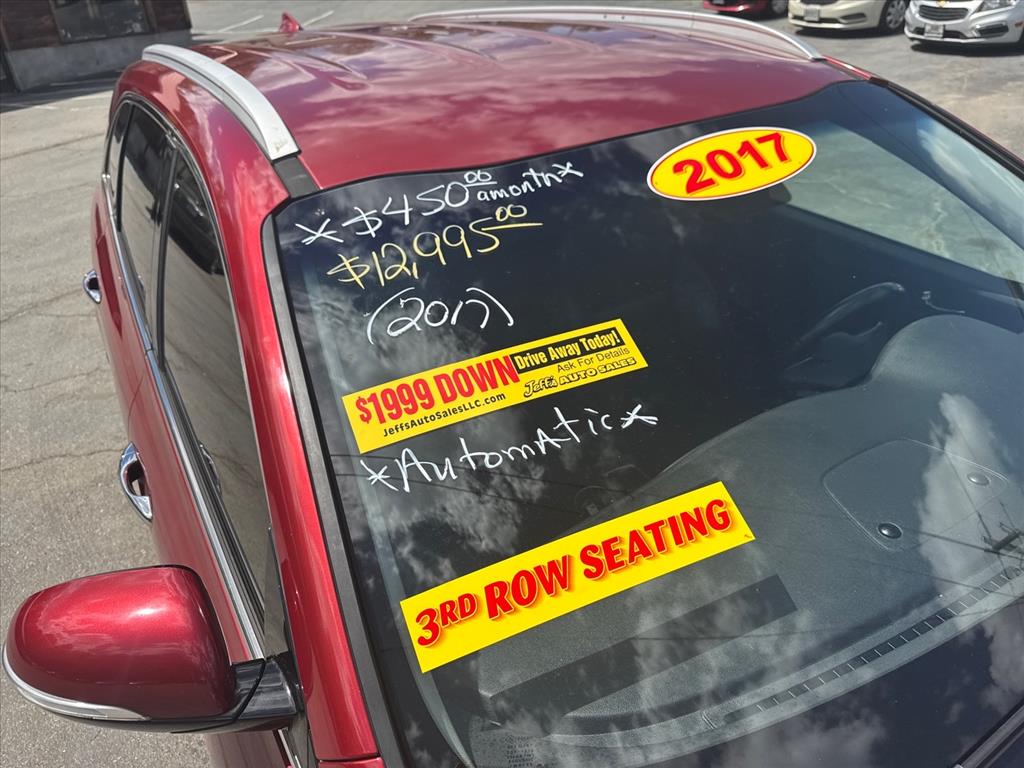 2017
*$450.00 a month*
$12,995.00
(2017)
$1999 DOWN Drive Away Today!
Ask For Details
JeffsAutoSalesLLC.com Jeff's AUTO SALES
*Automatic*
3RD ROW SEATING